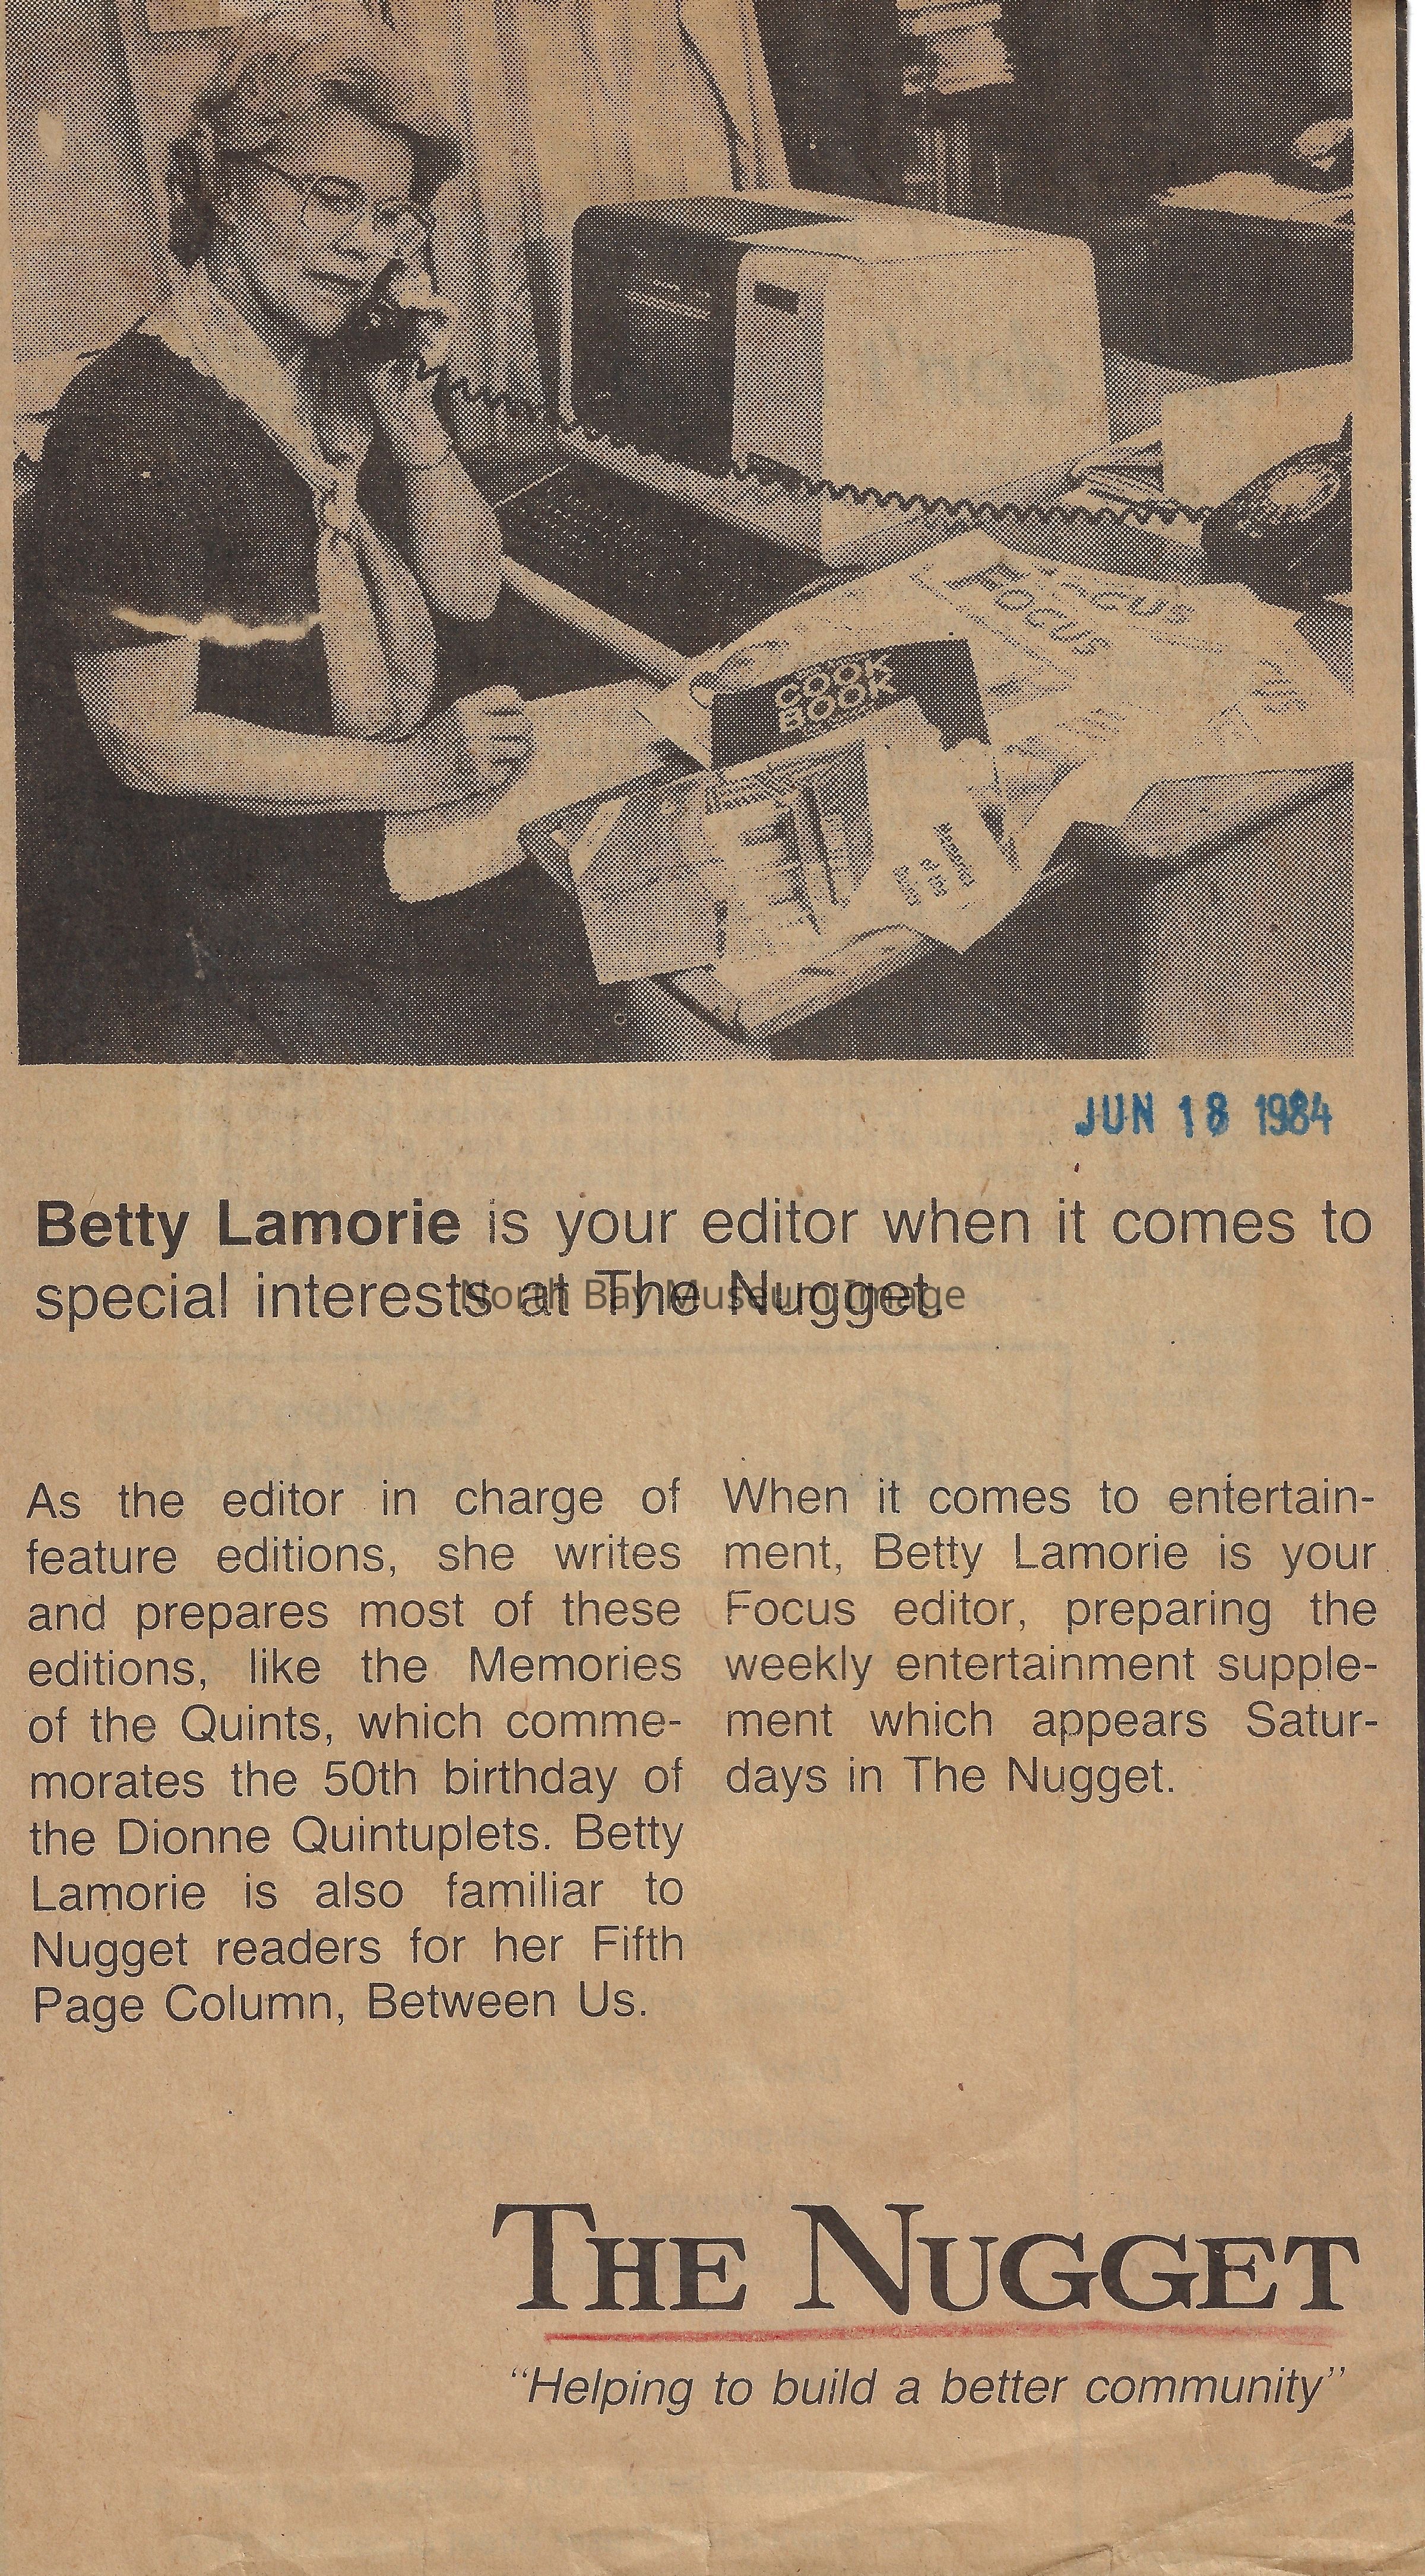 COOK
BOOK
FOCUS
FOCUS
JUN 18 1984
Betty Lamorie is your editor when it comes to
special interests at The Nugget.
North Bay Museum Image
As the editor in charge of
feature editions, she writes
and prepares most of these
editions, like the Memories
of the Quints, which comme-
morates the 50th birthday of
the Dionne Quintuplets. Betty
Lamorie is also familiar to
Nugget readers for her Fifth
Page Column, Between Us.
When it comes to entertain-
ment, Betty Lamorie is your
Focus editor, preparing the
weekly entertainment supple-
ment which appears Satur-
days in The Nugget.
THE NUGGET
"Helping to build a better community"